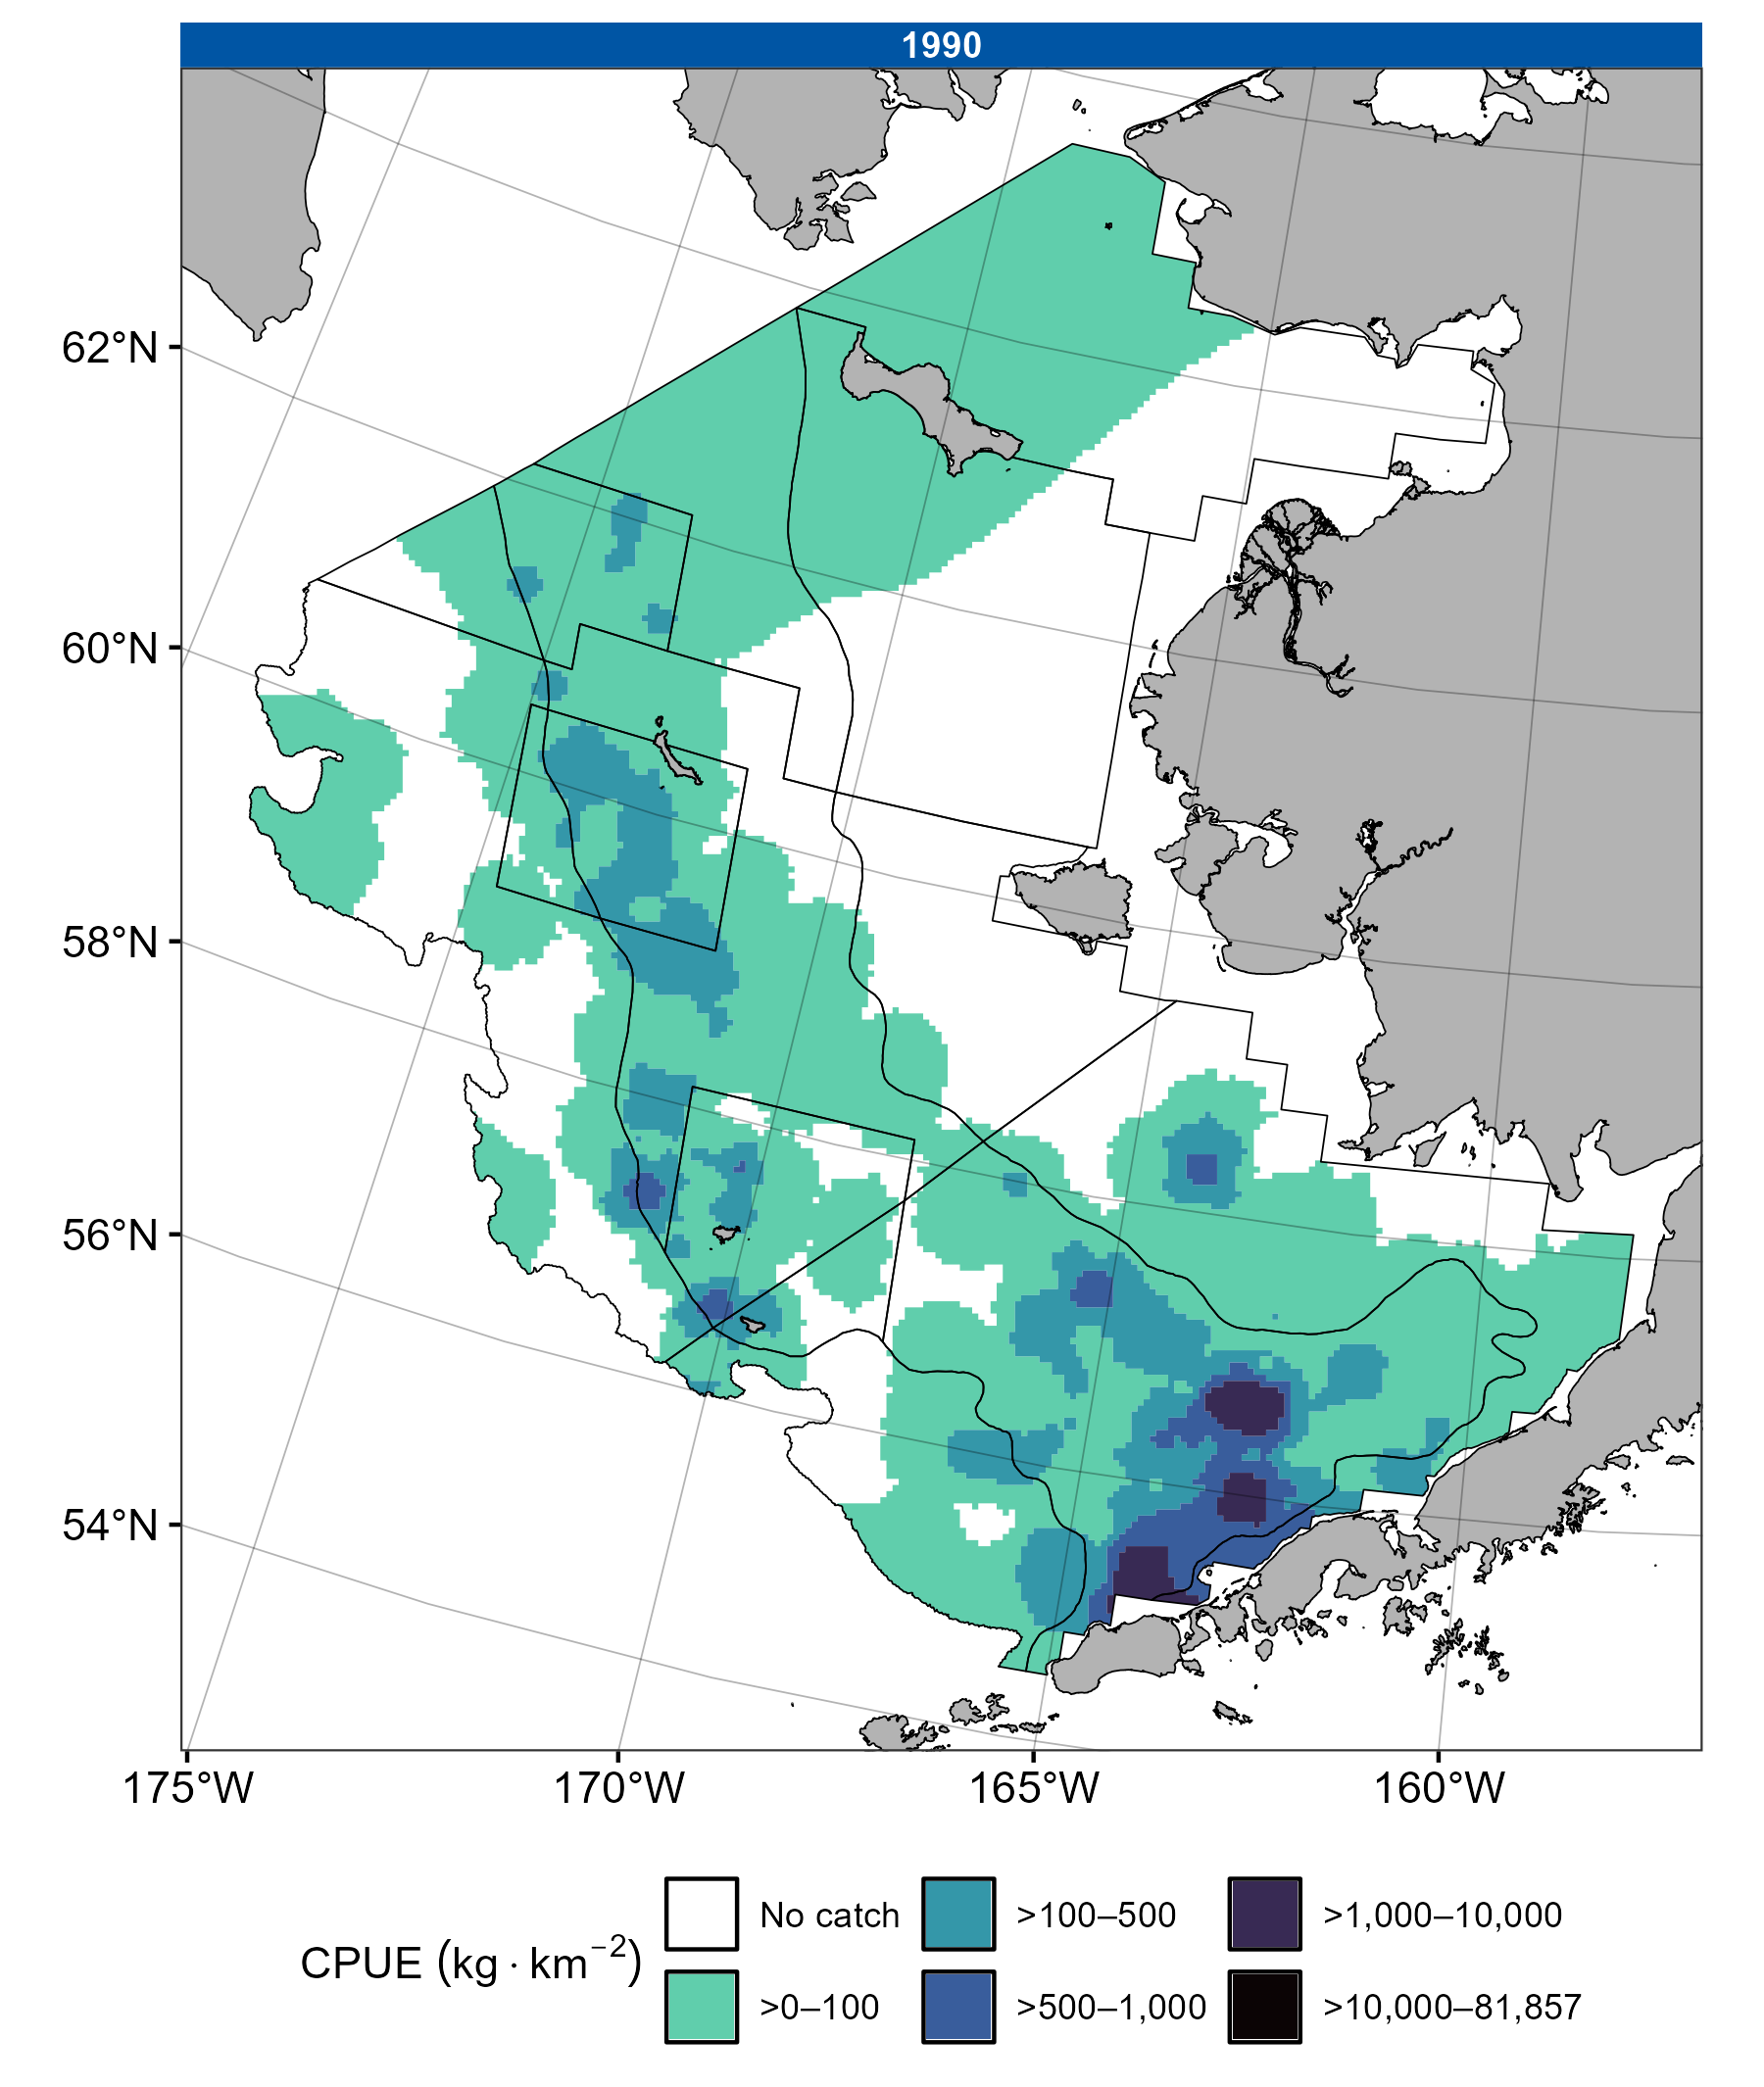 1990
62°N
60°N
58°N
56°N
54°N
175°W 170°W 165°W 160°W
CPUE (kg · km⁻²)
No catch
>0–100
>100–500
>500–1,000
>1,000–10,000
>10,000–81,857